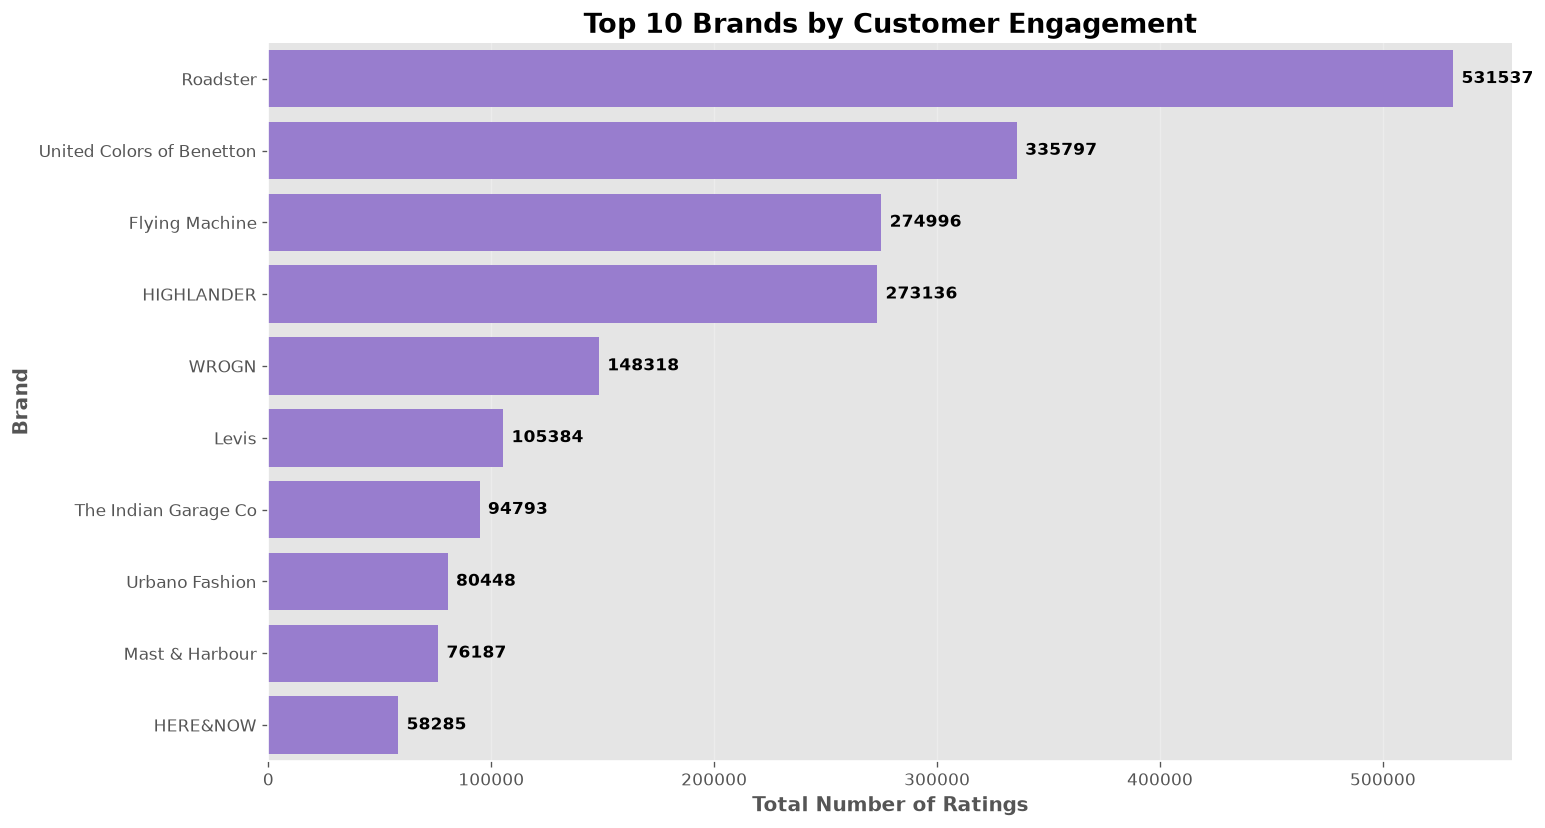 Top 10 Brands by Customer Engagement
Roadster 531537
United Colors of Benetton 335797
Flying Machine 274996
HIGHLANDER 273136
WROGN 148318
Levis 105384
The Indian Garage Co 94793
Urbano Fashion 80448
Mast & Harbour 76187
HERE&NOW 58285
Brand
0 100000 200000 300000 400000 500000
Total Number of Ratings